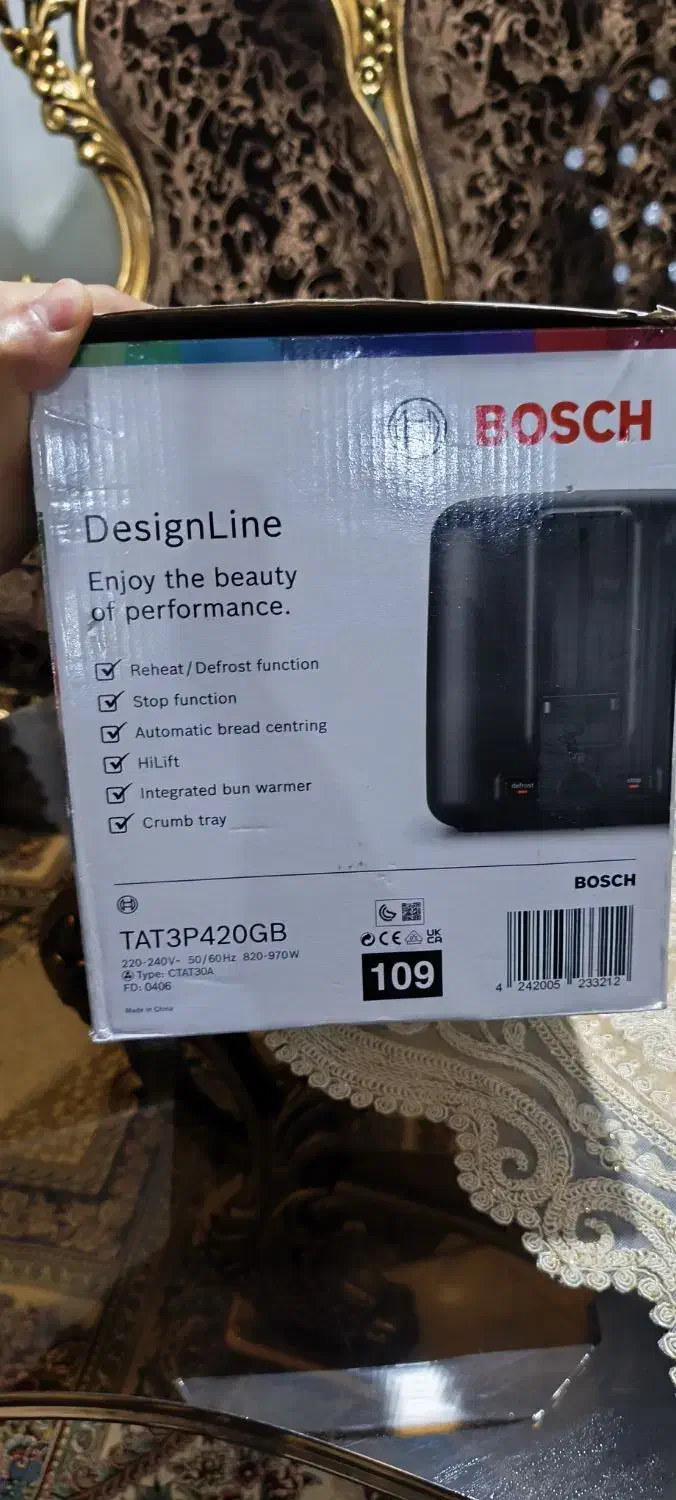 BOSCH
DesignLine
Enjoy the beauty
of performance.
Reheat/Defrost function
Stop function
Automatic bread centring
HiLift
Integrated bun warmer
Crumb tray
defrost
stop
BOSCH
TAT3P420GB
220-240V~ 50/60Hz 820-970W
Type: CTAT30A
FD: 0406
Made in China
CE UK CA
109
4 242005 233212